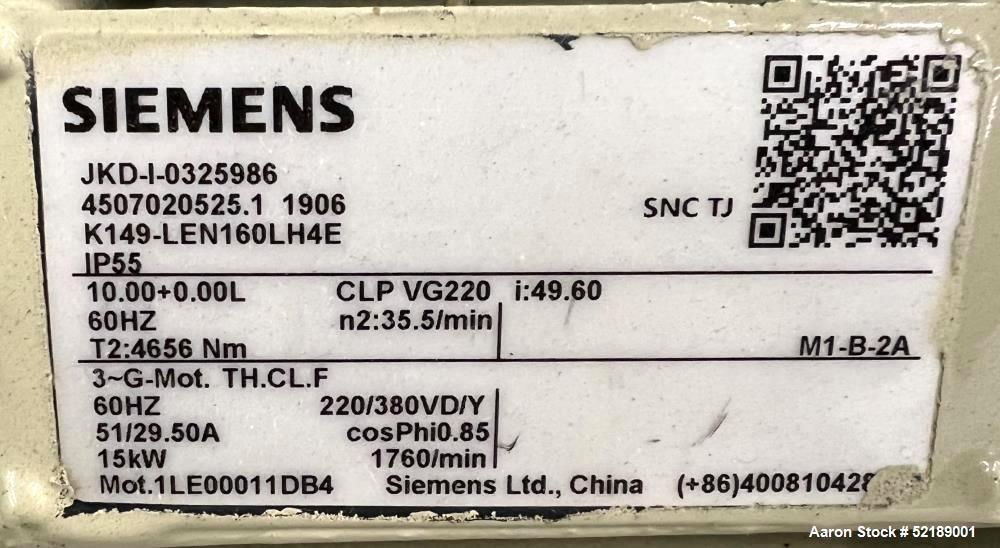 SIEMENS
JKD-I-0325986
4507020525.1 1906
SNC TJ
K149-LEN160LH4E
IP55
10.00+0.00L CLP VG220 i:49.60
60HZ n2:35.5/min
T2:4656 Nm M1-B-2A
3~G-Mot. TH.CL.F
60HZ 220/380VD/Y
51/29.50A cosPhi0.85
15kW 1760/min
Mot.1LE00011DB4 Siemens Ltd., China
Aaron Stock # 52189001